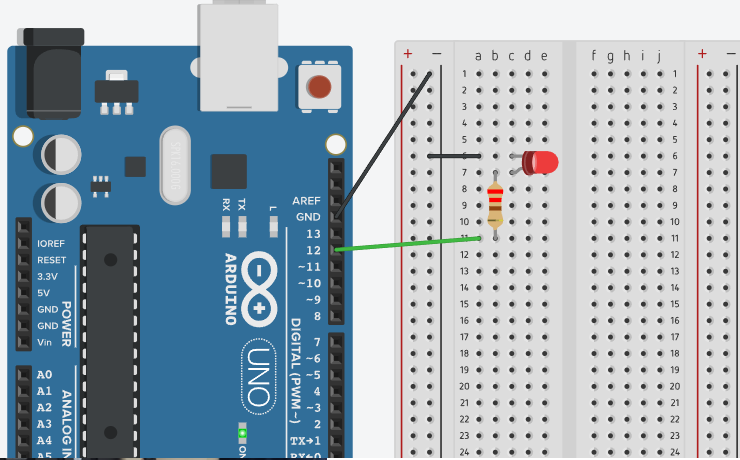 AREF
GND
13
12
~11
~10
~9
8
7
~6
~5
4
~3
2
TX→1
RX←0
RX
TX
L
ARDUINO
UNO
DIGITAL (PWM~)
ON
IOREF
RESET
3.3V
5V
GND
GND
Vin
POWER
A0
A1
A2
A3
A4
A5
ANALOG IN
+ − a b c d e f g h i j + −
1 1
2 2
3 3
4 4
5 5
6 6
7 7
8 8
9 9
10 10
11 11
12 12
13 13
14 14
15 15
16 16
17 17
18 18
19 19
20 20
21 21
22 22
23 23
24 24